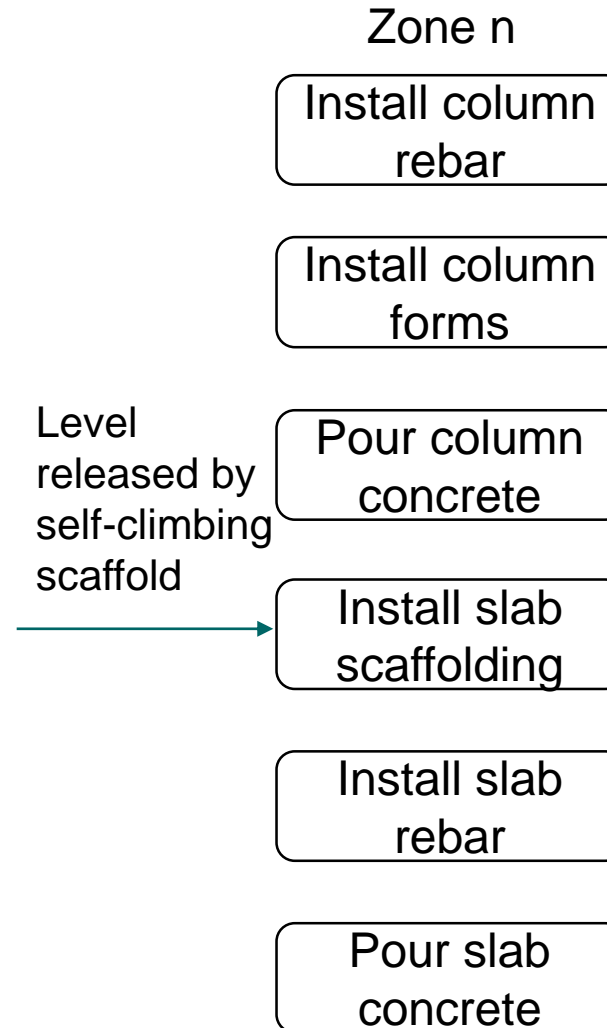 Zone n
Install column
rebar
Install column
forms
Level
released by
self-climbing
scaffold
Pour column
concrete
Install slab
scaffolding
Install slab
rebar
Pour slab
concrete